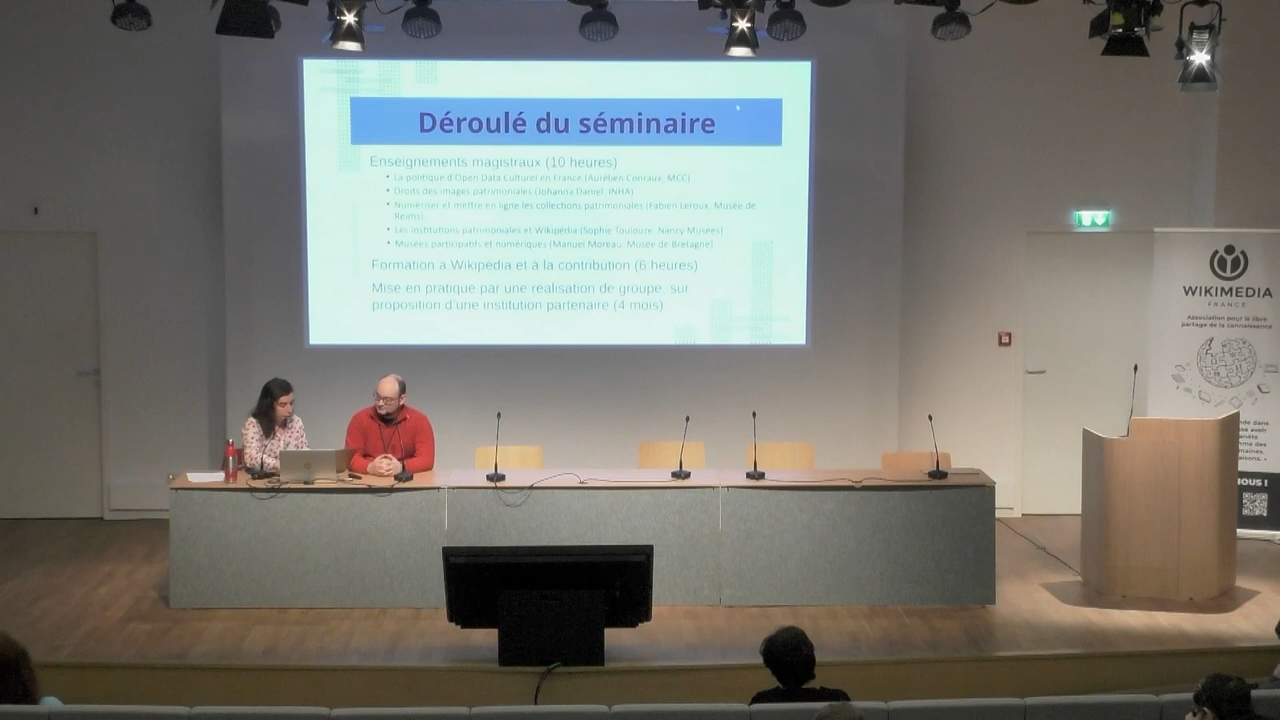 Déroulé du séminaire
Enseignements magistraux (10 heures)
• La politique d'Open Data Culturel en France (Aurélien Conraux, MCC)
• Droits des images patrimoniales (Johanna Daniel, INHA)
• Numériser et mettre en ligne les collections patrimoniales (Fabien Leroux, Musée de
Reims)
• Les institutions patrimoniales et Wikipédia (Sophie Toulouze, Nancy Musées)
• Musées participatifs et numériques (Manuel Moreau, Musée de Bretagne)
Formation à Wikipédia et à la contribution (6 heures)
Mise en pratique par une réalisation de groupe, sur
proposition d'une institution partenaire (4 mois)
WIKIMEDIA
FRANCE
Association pour le libre
partage de la connaissance